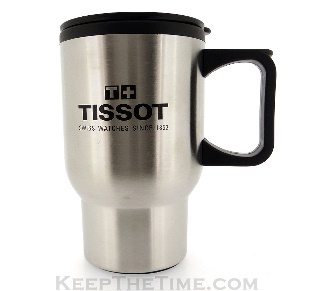 T+
TISSOT
SWISS WATCHES SINCE 1853
KEEPTHETIME.COM